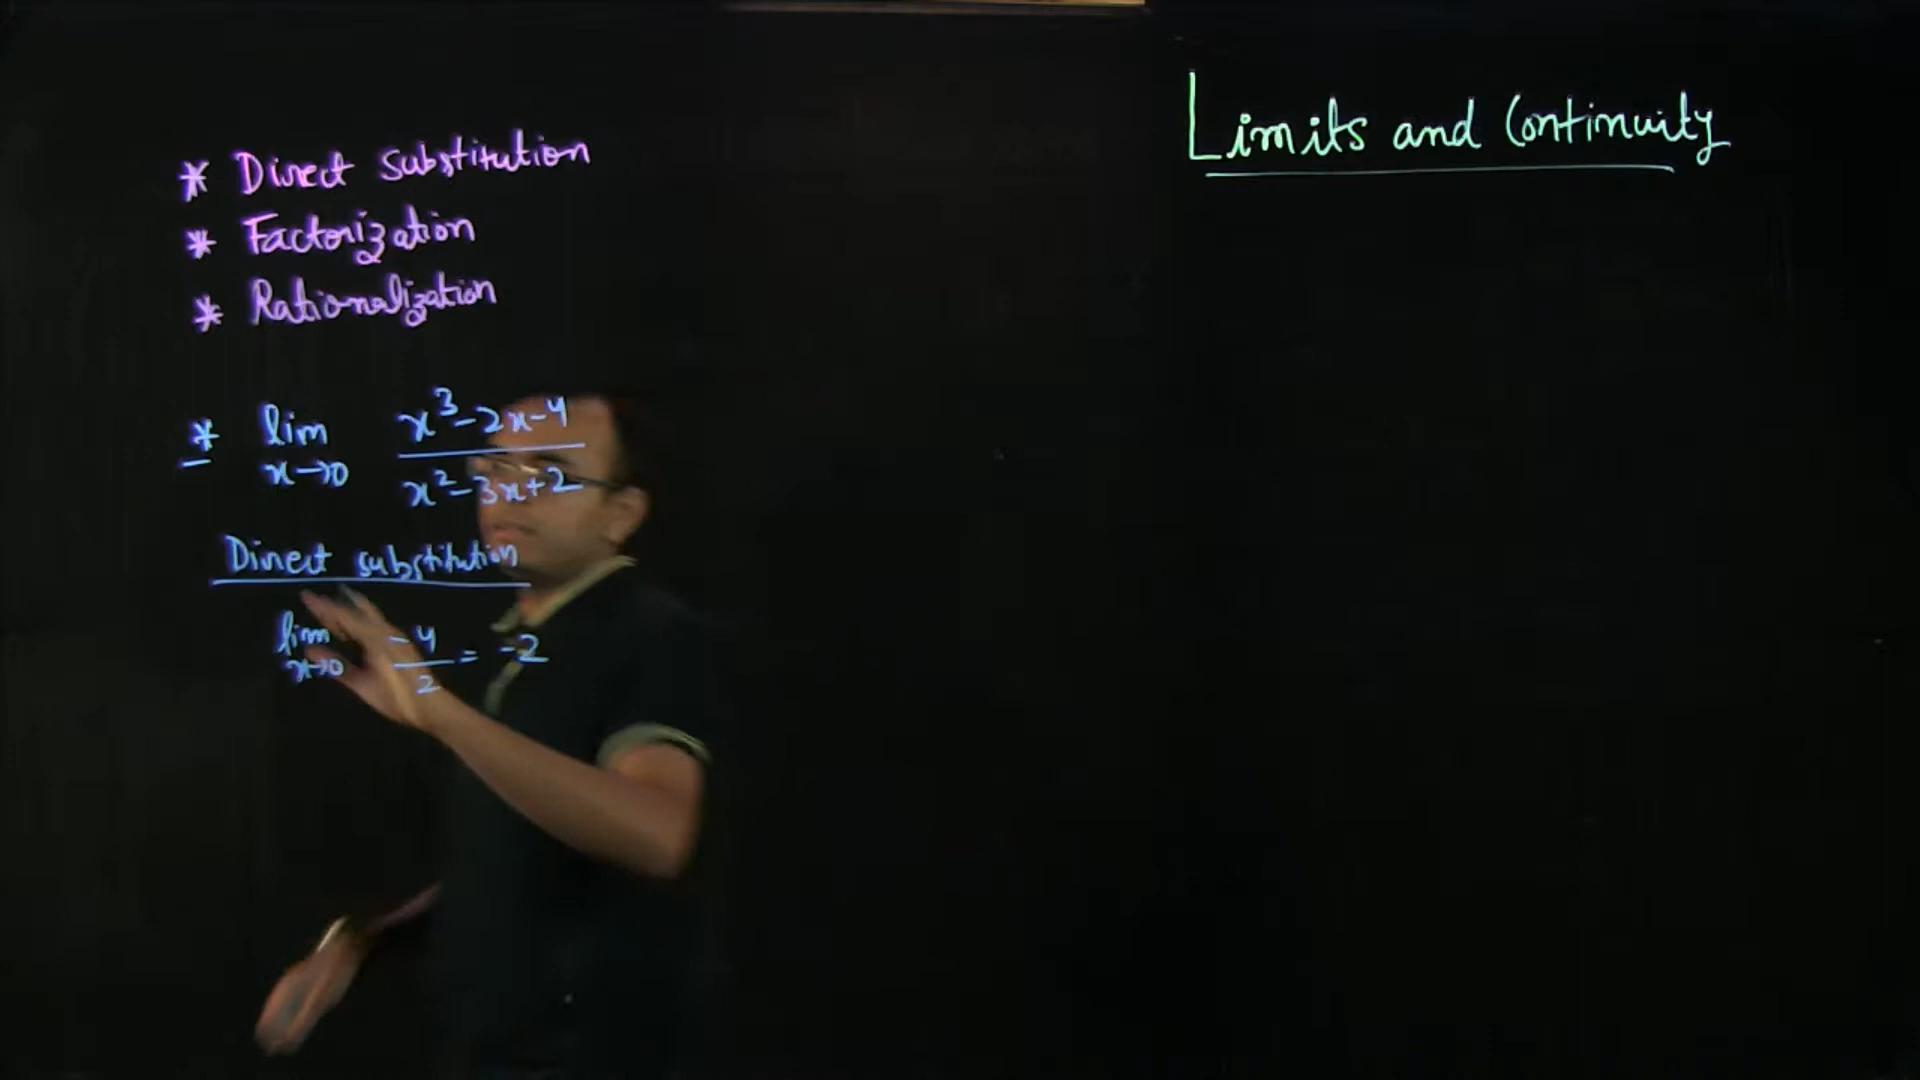 Limits and Continuity
* Direct substitution
* Factorization
* Rationalization
* lim x→0 (x³-2x-4)/(x²-3x+2)
Direct substitution
lim x→0 -4/2 = -2